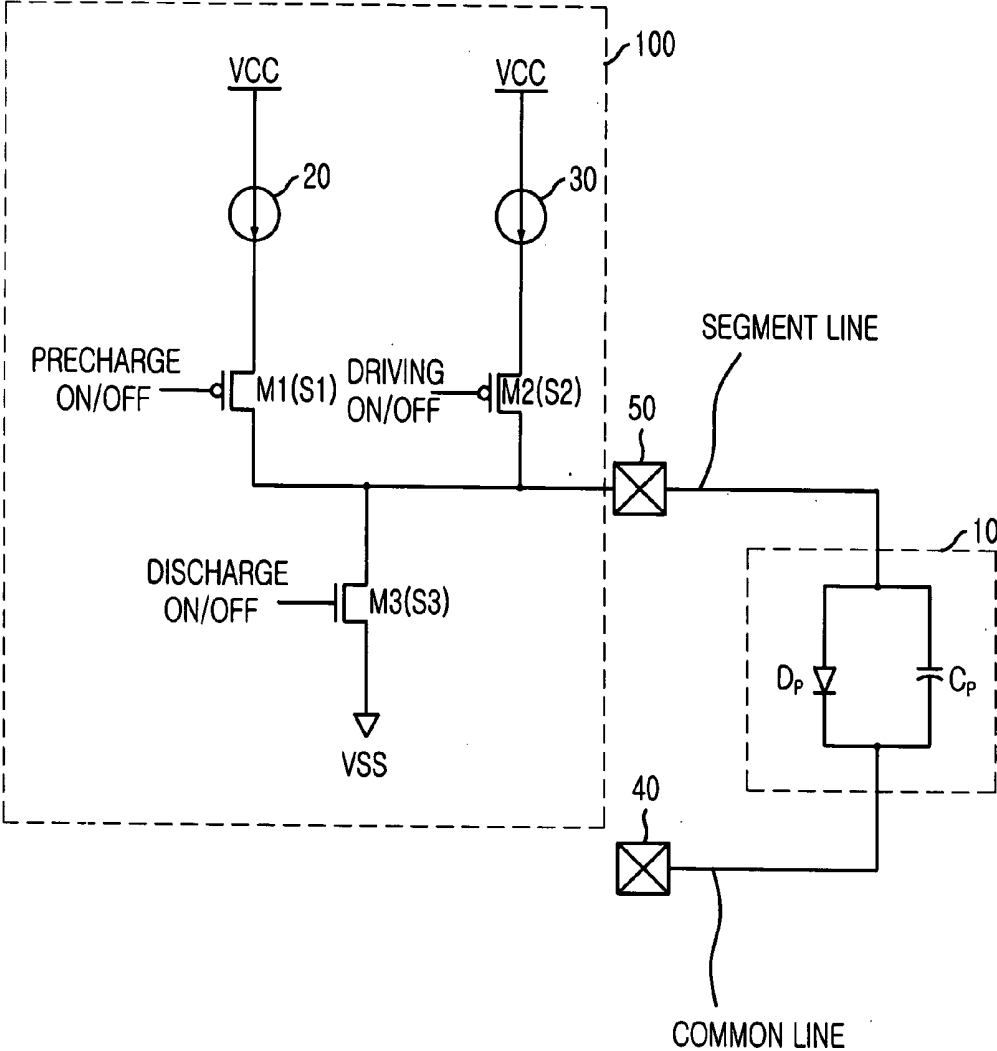 100
VCC
VCC
20
30
SEGMENT LINE
PRECHARGE
ON/OFF
M1(S1)
DRIVING
ON/OFF
M2(S2)
50
10
DISCHARGE
ON/OFF
M3(S3)
DP
CP
VSS
40
COMMON LINE